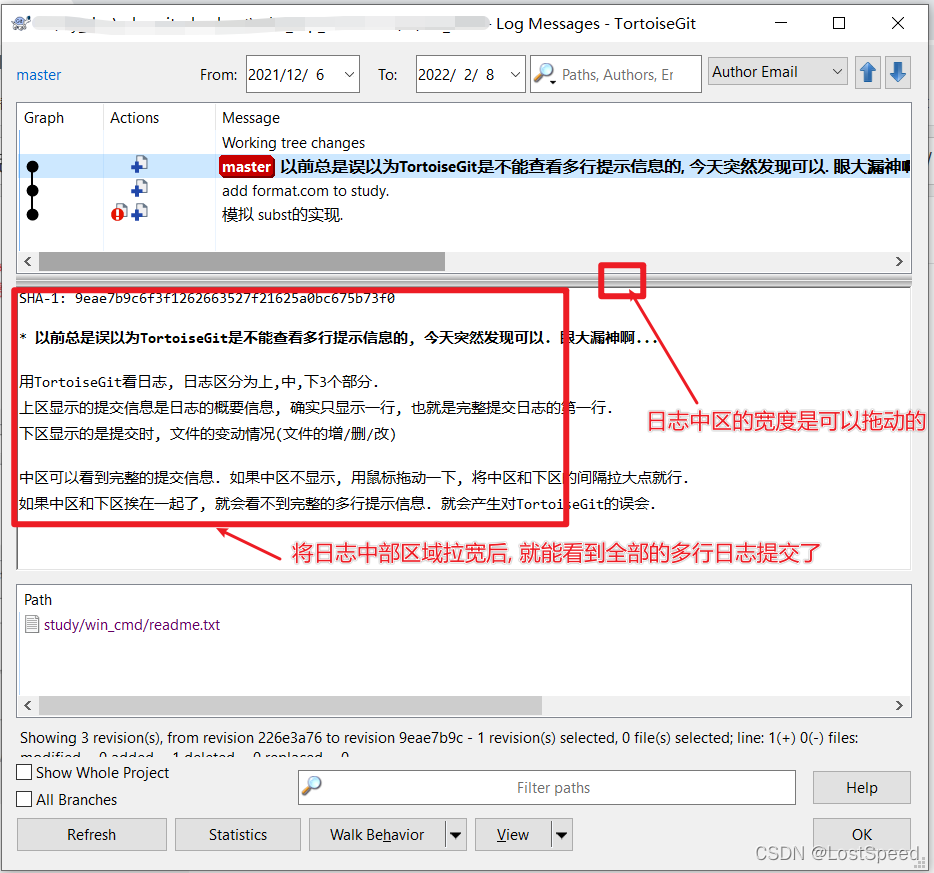 - Log Messages - TortoiseGit
master
From: 2021/12/ 6 To: 2022/ 2/ 8 Paths, Authors, Er Author Email
Graph Actions Message
Working tree changes
master 以前总是误以为TortoiseGit是不能查看多行提示信息的, 今天突然发现可以. 眼大漏神啊
add format.com to study.
模拟 subst的实现.
SHA-1: 9eae7b9c6f3f1262663527f21625a0bc675b73f0
* 以前总是误以为TortoiseGit是不能查看多行提示信息的, 今天突然发现可以. 眼大漏神啊...
用TortoiseGit看日志, 日志区分为上,中,下3个部分.
上区显示的提交信息是日志的概要信息, 确实只显示一行, 也就是完整提交日志的第一行.
日志中区的宽度是可以拖动的
下区显示的是提交时, 文件的变动情况(文件的增/删/改)
中区可以看到完整的提交信息. 如果中区不显示, 用鼠标拖动一下, 将中区和下区的间隔拉大点就行.
如果中区和下区挨在一起了, 就会看不到完整的多行提示信息. 就会产生对TortoiseGit的误会.
将日志中部区域拉宽后, 就能看到全部的多行日志提交了
Path
study/win_cmd/readme.txt
Showing 3 revision(s), from revision 226e3a76 to revision 9eae7b9c - 1 revision(s) selected, 0 file(s) selected; line: 1(+) 0(-) files:
modified = 0 added = 1 deleted = 0 replaced = 0
Show Whole Project
Filter paths
Help
All Branches
Refresh Statistics Walk Behavior View OK
CSDN @LostSpeed